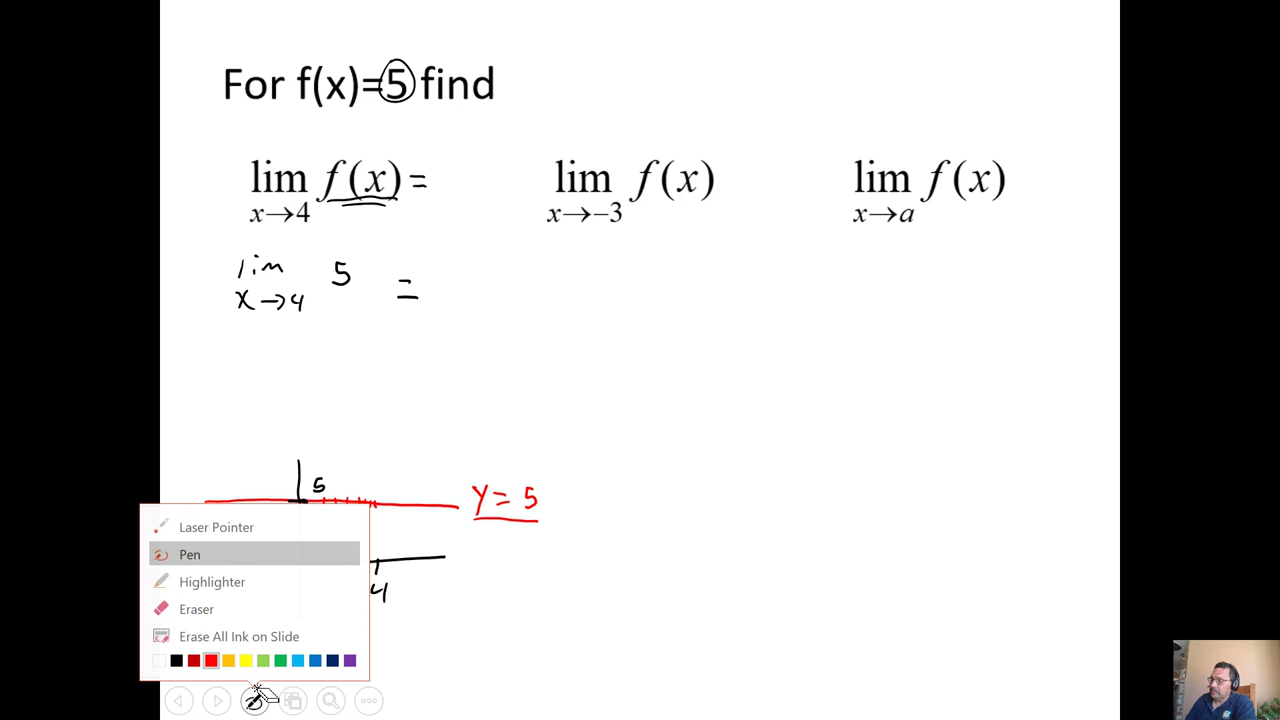 For f(x)=5 find
lim f(x) =
x→4
lim f(x)
x→−3
lim f(x)
x→a
lim 5 =
x→4
5
y = 5
4
Laser Pointer
Pen
Highlighter
Eraser
Erase All Ink on Slide